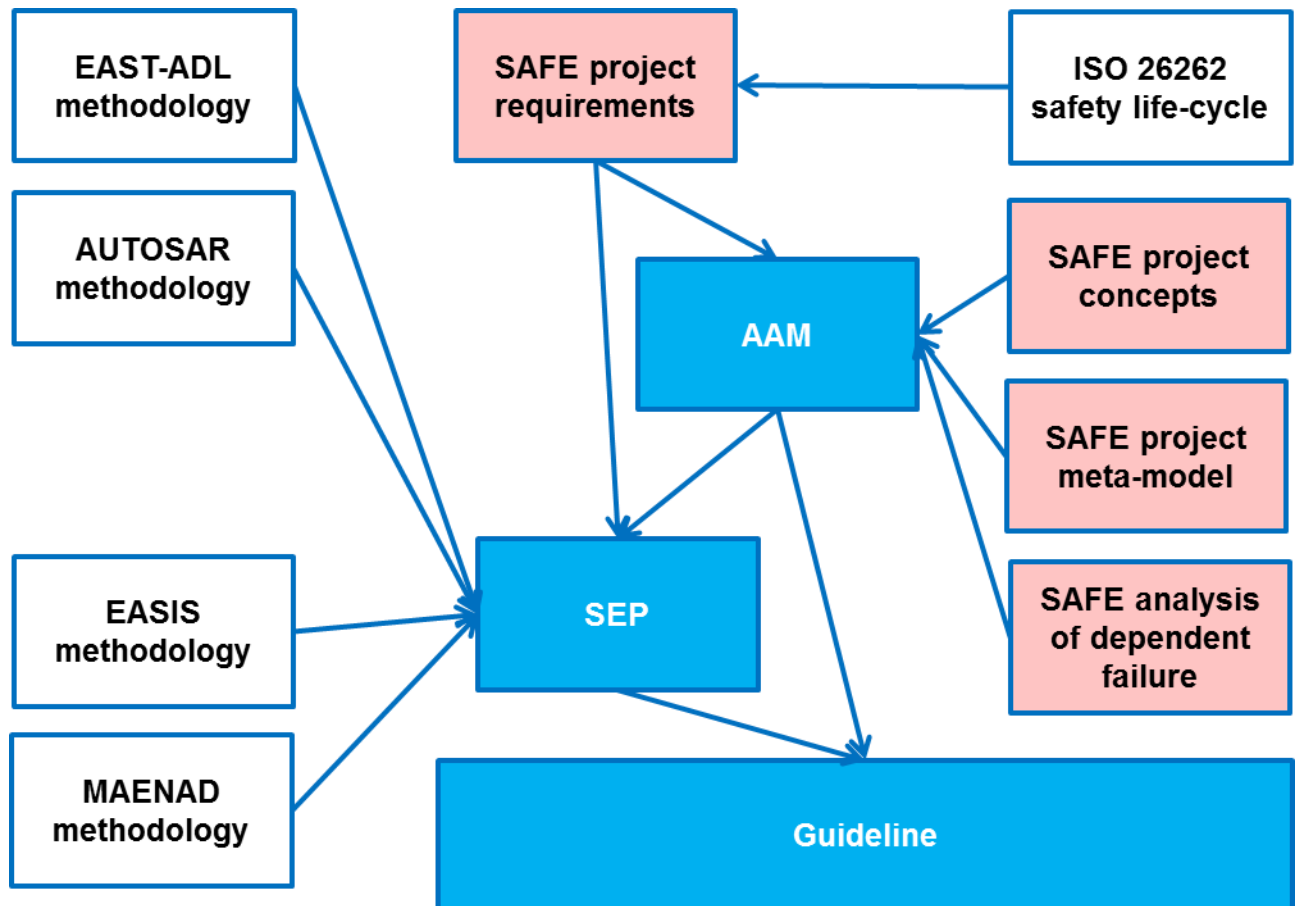 EAST-ADL
methodology
SAFE project
requirements
ISO 26262
safety life-cycle
AUTOSAR
methodology
SAFE project
concepts
AAM
SAFE project
meta-model
EASIS
methodology
SEP
SAFE analysis
of dependent
failure
MAENAD
methodology
Guideline